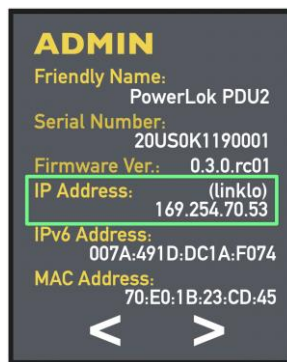 ADMIN
Friendly Name:
PowerLok PDU2
Serial Number:
20US0K1190001
Firmware Ver.: 0.3.0.rc01
IP Address: (linklo)
169.254.70.53
IPv6 Address:
007A:491D:DC1A:F074
MAC Address:
70:E0:1B:23:CD:45
< >